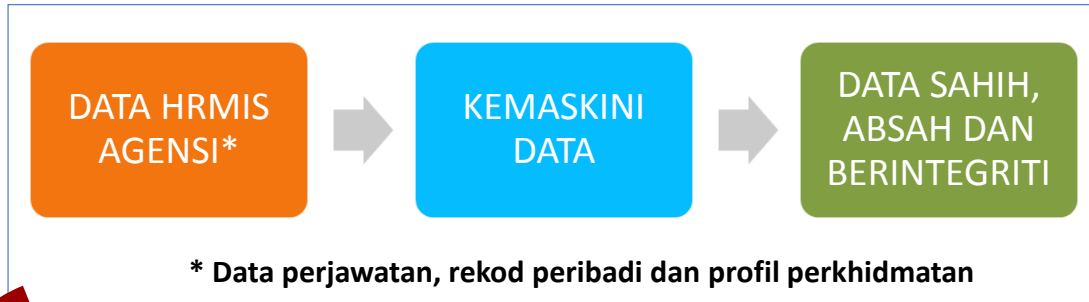 DATA HRMIS
AGENSI*
KEMASKINI
DATA
DATA SAHIH,
ABSAH DAN
BERINTEGRITI
* Data perjawatan, rekod peribadi dan profil perkhidmatan